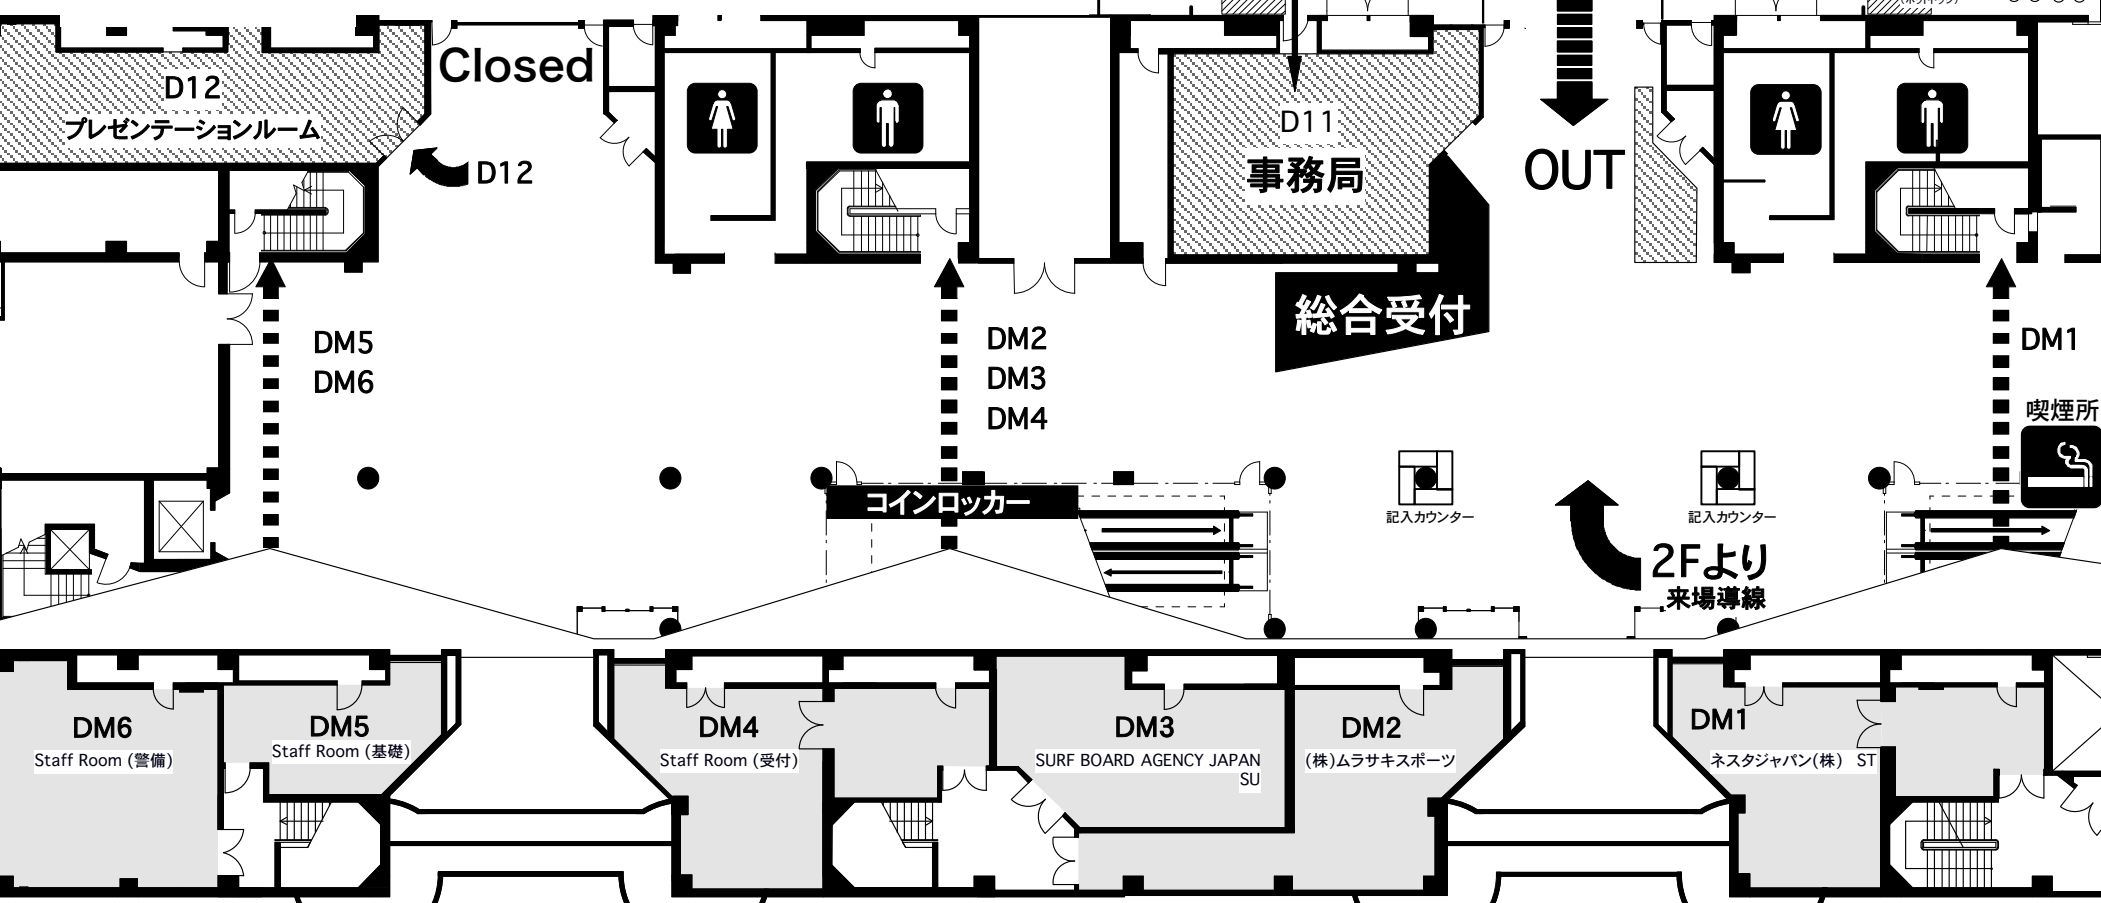 Closed
D12
プレゼンテーションルーム
D12
D11
事務局
OUT
総合受付
DM5
DM6
DM2
DM3
DM4
DM1
喫煙所
コインロッカー
記入カウンター
記入カウンター
2Fより
来場導線
DM6
Staff Room (警備)
DM5
Staff Room (基礎)
DM4
Staff Room (受付)
DM3
SURF BOARD AGENCY JAPAN
SU
DM2
(株)ムラサキスポーツ
DM1
ネスタジャパン(株) ST